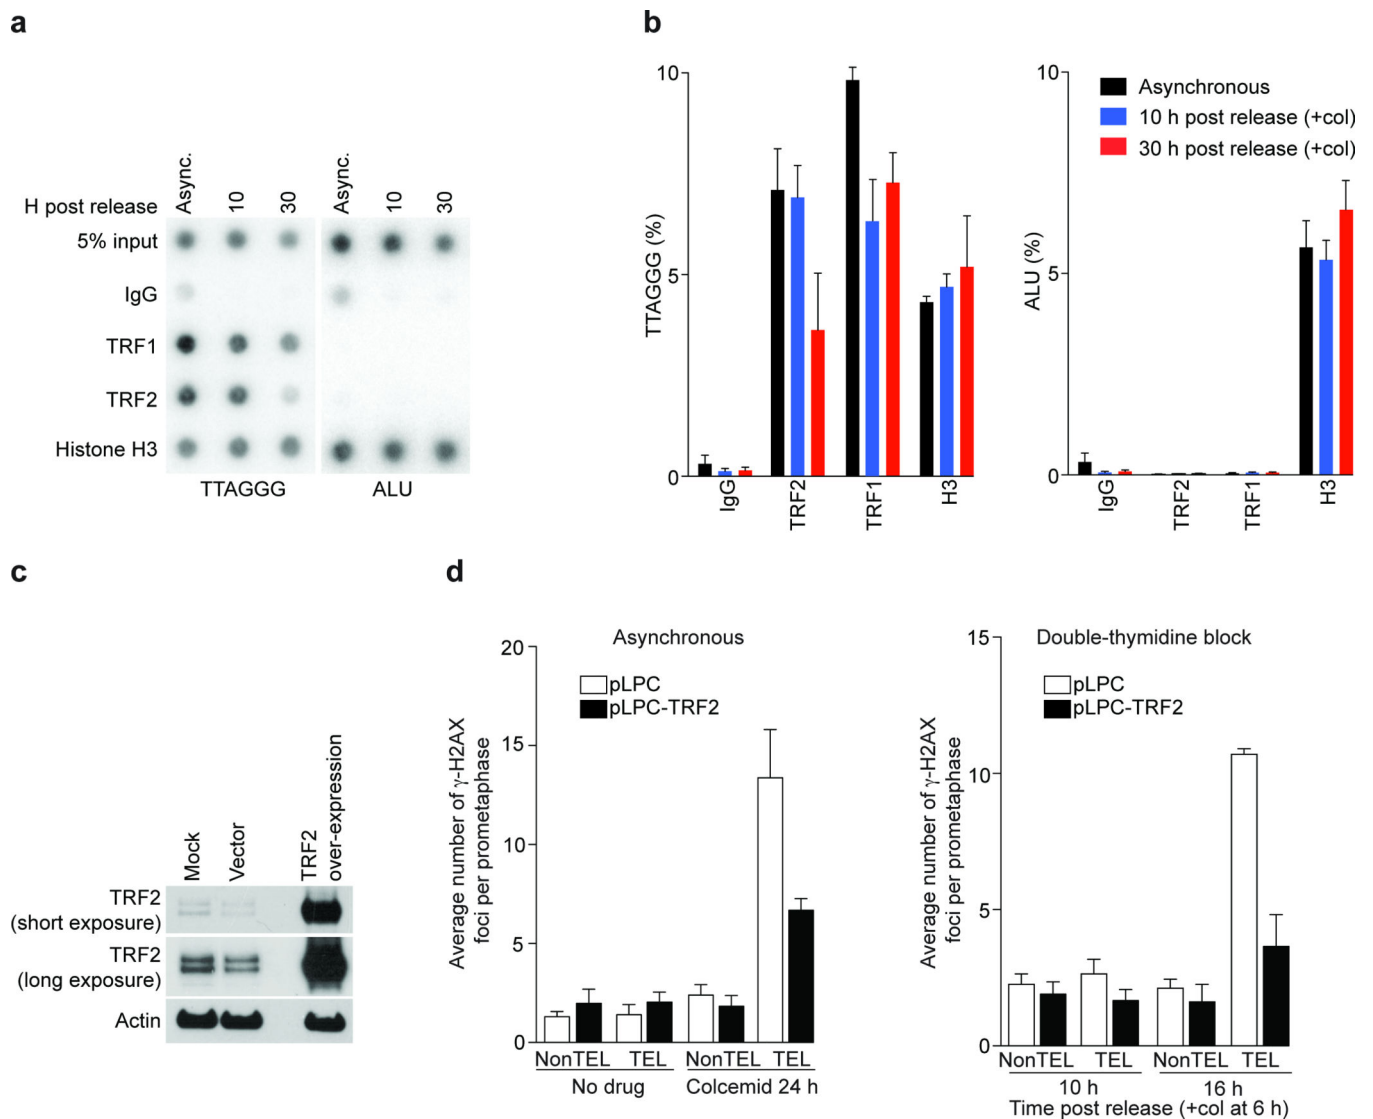 a
H post release
Async.
10
30
Async.
10
30
5% input
IgG
TRF1
TRF2
Histone H3
TTAGGG
ALU
b
TTAGGG (%)
10
5
0
IgG
TRF2
TRF1
H3
ALU (%)
10
5
0
IgG
TRF2
TRF1
H3
Asynchronous
10 h post release (+col)
30 h post release (+col)
c
Mock
Vector
TRF2
over-expression
TRF2
(short exposure)
TRF2
(long exposure)
Actin
d
Asynchronous
pLPC
pLPC-TRF2
Average number of γ-H2AX
foci per prometaphase
20
15
10
5
0
NonTEL
TEL
NonTEL
TEL
No drug
Colcemid 24 h
Double-thymidine block
pLPC
pLPC-TRF2
Average number of γ-H2AX
foci per prometaphase
15
10
5
0
NonTEL
TEL
NonTEL
TEL
10 h
16 h
Time post release (+col at 6 h)